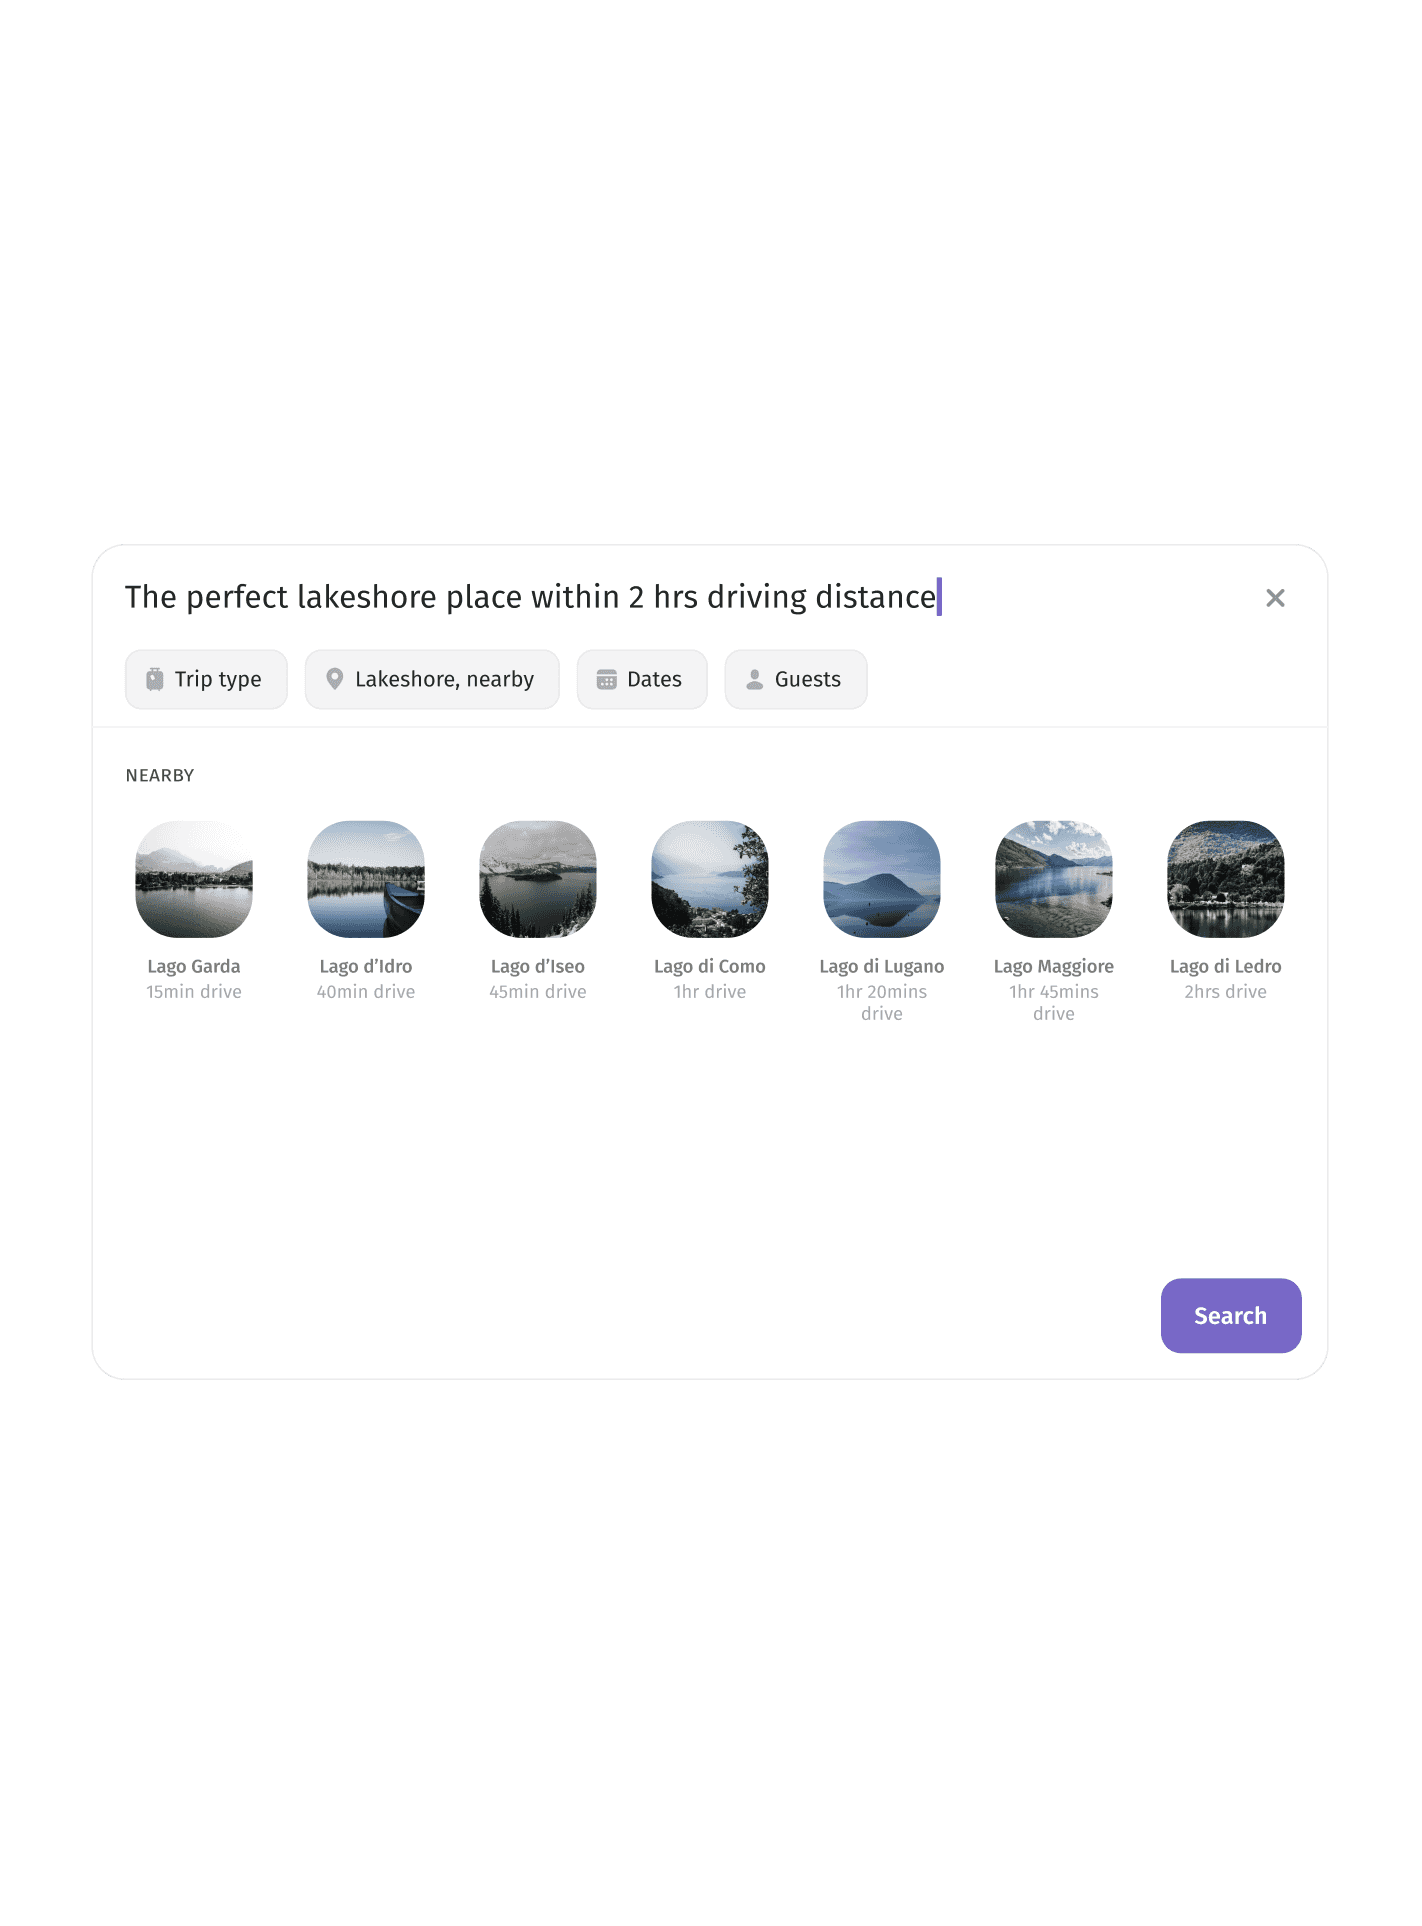 The perfect lakeshore place within 2 hrs driving distance
Trip type
Lakeshore, nearby
Dates
Guests
NEARBY
Lago Garda
15min drive
Lago d’Idro
40min drive
Lago d’Iseo
45min drive
Lago di Como
1hr drive
Lago di Lugano
1hr 20mins
drive
Lago Maggiore
1hr 45mins
drive
Lago di Ledro
2hrs drive
Search